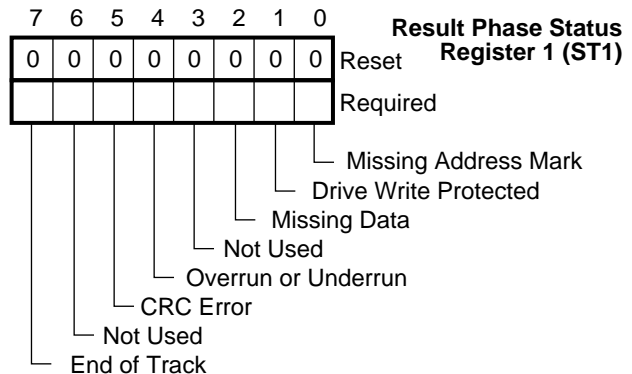 7 6 5 4 3 2 1 0
Result Phase Status
Register 1 (ST1)
0 0 0 0 0 0 0 0 Reset
Required
Missing Address Mark
Drive Write Protected
Missing Data
Not Used
Overrun or Underrun
CRC Error
Not Used
End of Track